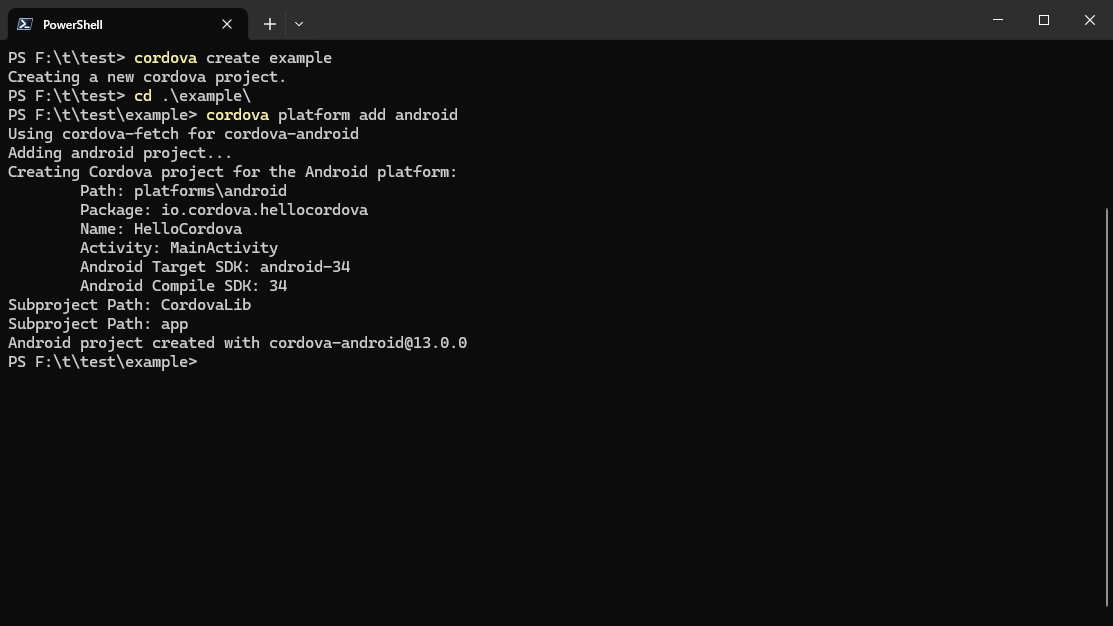 PowerShell
PS F:\t\test> cordova create example
Creating a new cordova project.
PS F:\t\test> cd .\example\
PS F:\t\test\example> cordova platform add android
Using cordova-fetch for cordova-android
Adding android project...
Creating Cordova project for the Android platform:
        Path: platforms\android
        Package: io.cordova.hellocordova
        Name: HelloCordova
        Activity: MainActivity
        Android Target SDK: android-34
        Android Compile SDK: 34
Subproject Path: CordovaLib
Subproject Path: app
Android project created with cordova-android@13.0.0
PS F:\t\test\example>